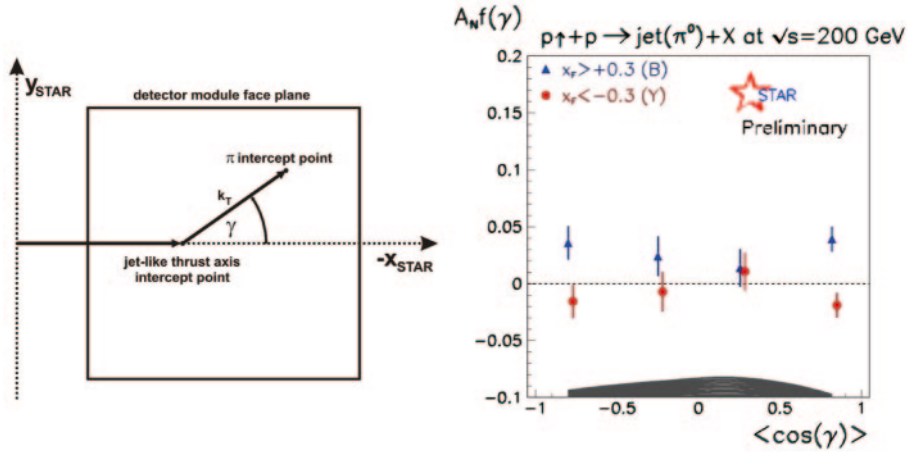 y_STAR
detector module face plane
π intercept point
k_T
γ
jet-like thrust axis
intercept point
-x_STAR
A_N f(γ)
p↑+p → jet(π⁰)+X at √s=200 GeV
0.2
x_F>+0.3 (B)
x_F<-0.3 (Y)
STAR
Preliminary
0.15
0.1
0.05
0
-0.05
-0.1
-1 -0.5 0 0.5 1
<cos(γ)>